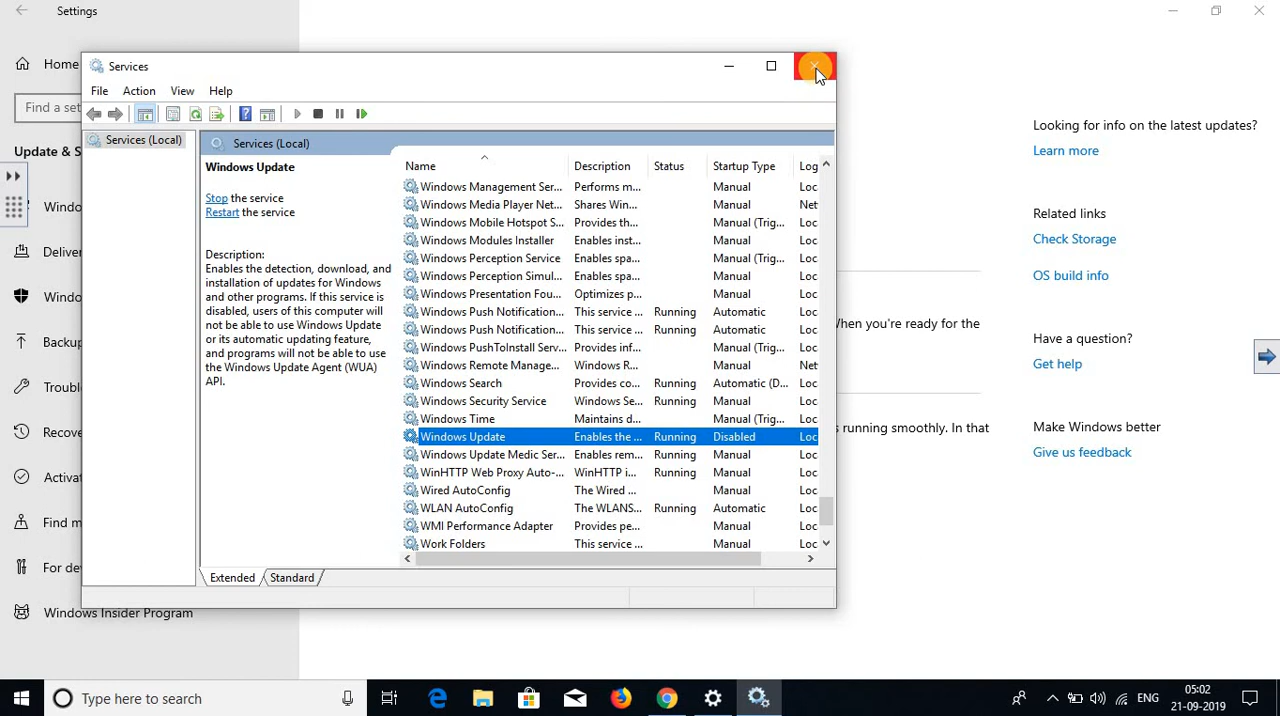 Settings
Home
Find a set
Update & S
Windo
Deliver
Windo
Backup
Troubl
Recove
Activat
Find m
For dev
Windows Insider Program
Services
File Action View Help
Services (Local)
Services (Local)
Windows Update
Stop the service
Restart the service
Description:
Enables the detection, download, and
installation of updates for Windows
and other programs. If this service is
disabled, users of this computer will
not be able to use Windows Update
or its automatic updating feature,
and programs will not be able to use
the Windows Update Agent (WUA)
API.
Name Description Status Startup Type Log
Windows Management Ser... Performs m... Manual Loc
Windows Media Player Net... Shares Win... Manual Net
Windows Mobile Hotspot S... Provides th... Manual (Trig... Loc
Windows Modules Installer Enables inst... Manual Loc
Windows Perception Service Enables spa... Manual (Trig... Loc
Windows Perception Simul... Enables spa... Manual Loc
Windows Presentation Fou... Optimizes p... Manual Loc
Windows Push Notification... This service ... Running Automatic Loc
Windows Push Notification... This service ... Running Automatic Loc
Windows PushToInstall Serv... Provides inf... Manual (Trig... Loc
Windows Remote Manage... Windows R... Manual Net
Windows Search Provides co... Running Automatic (D... Loc
Windows Security Service Windows Se... Running Manual Loc
Windows Time Maintains d... Manual (Trig... Loc
Windows Update Enables the ... Running Disabled Loc
Windows Update Medic Ser... Enables rem... Running Manual Loc
WinHTTP Web Proxy Auto-... WinHTTP i... Running Manual Loc
Wired AutoConfig The Wired ... Manual Loc
WLAN AutoConfig The WLANS... Running Automatic Loc
WMI Performance Adapter Provides pe... Manual Loc
Work Folders This service ... Manual Loc
Extended Standard
When you're ready for the
s running smoothly. In that
Looking for info on the latest updates?
Learn more
Related links
Check Storage
OS build info
Have a question?
Get help
Make Windows better
Give us feedback
Type here to search
ENG
05:02
21-09-2019